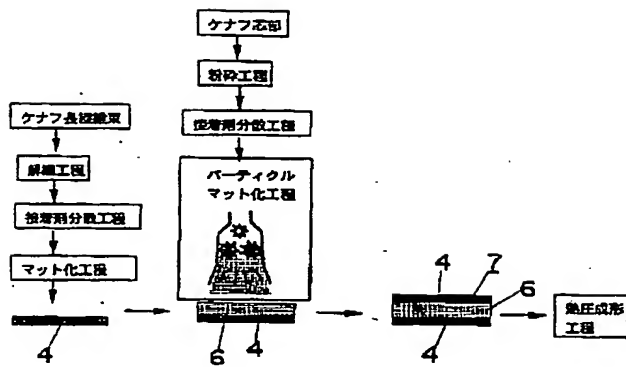 ケナフ芯部
粉砕工程
接着剤分散工程
パーティクル
マット化工程
ケナフ長繊維束
解繊工程
接着剤分散工程
マット化工程
4
6
4
4
7
6
4
熱圧成形
工程